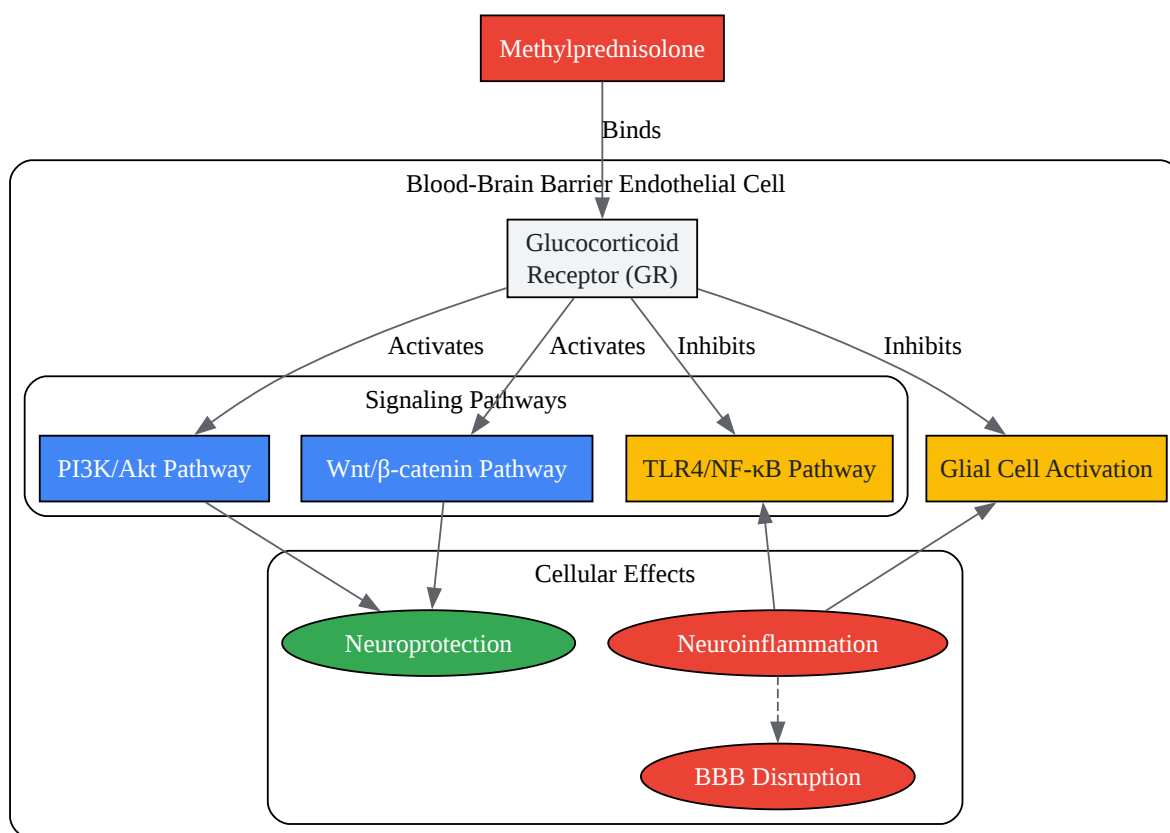 Methylprednisolone
Binds
Blood-Brain Barrier Endothelial Cell
Glucocorticoid
Receptor (GR)
Activates
Activates
Inhibits
Inhibits
Signaling Pathways
PI3K/Akt Pathway
Wnt/β-catenin Pathway
TLR4/NF-κB Pathway
Glial Cell Activation
Cellular Effects
Neuroprotection
Neuroinflammation
BBB Disruption